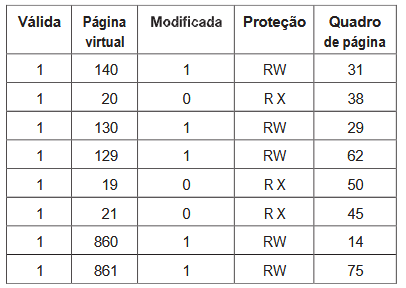 Válida Página virtual Modificada Proteção Quadro de página
1 140 1 RW 31
1 20 0 R X 38
1 130 1 RW 29
1 129 1 RW 62
1 19 0 R X 50
1 21 0 R X 45
1 860 1 RW 14
1 861 1 RW 75